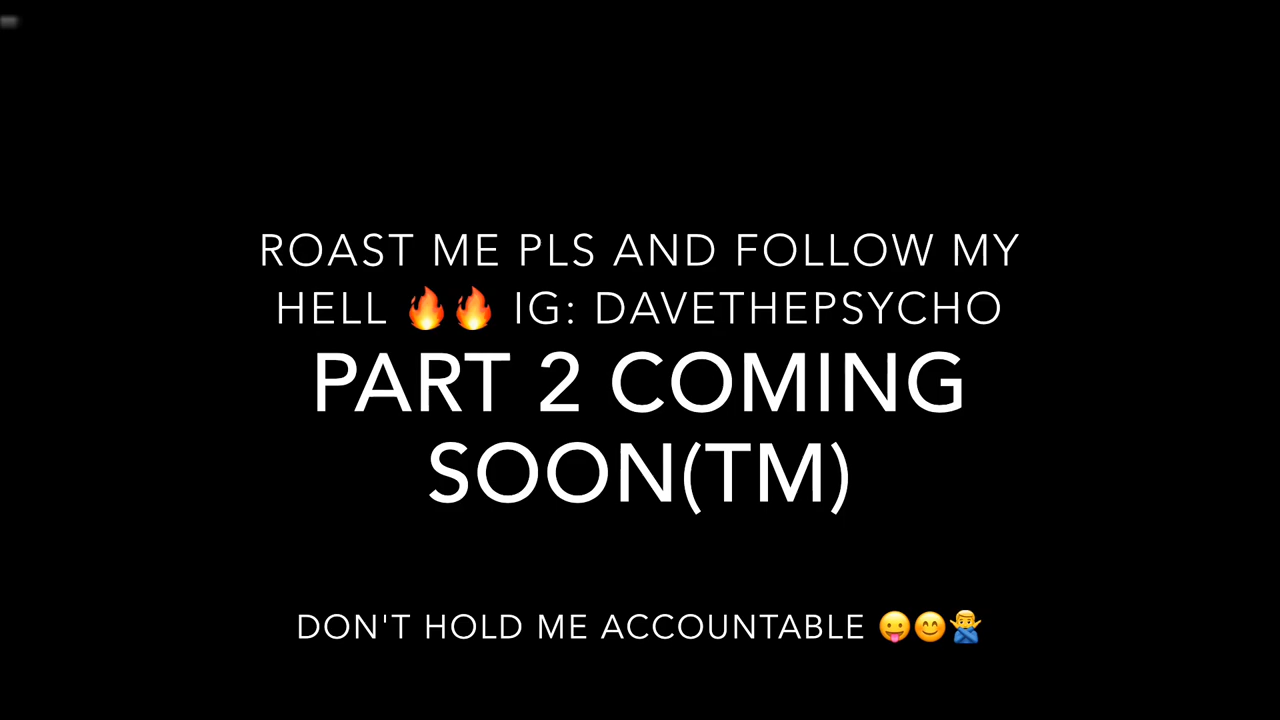 ROAST ME PLS AND FOLLOW MY
HELL 🔥🔥 IG: DAVETHEPSYCHO
PART 2 COMING
SOON(TM)
DON'T HOLD ME ACCOUNTABLE 😛😊🙅‍♂️